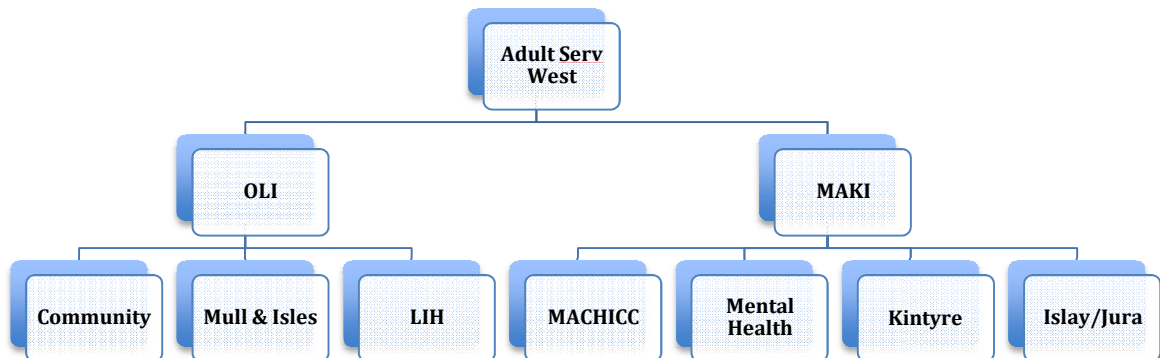 Adult Serv
West
OLI
MAKI
Community
Mull & Isles
LIH
MACHICC
Mental
Health
Kintyre
Islay/Jura